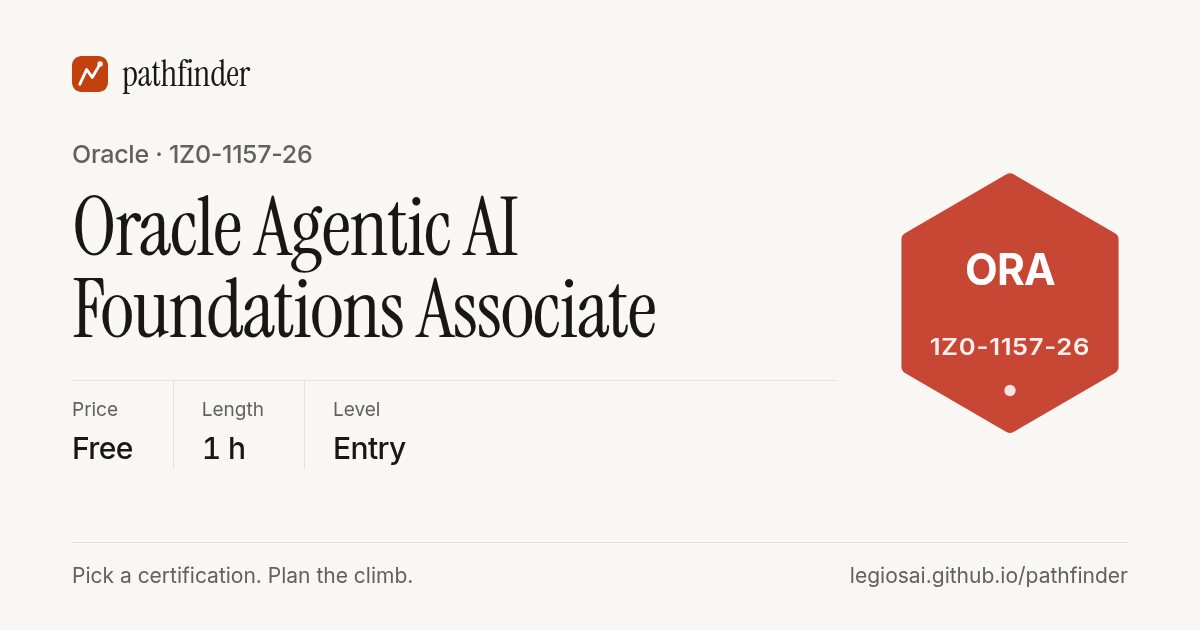 pathfinder
Oracle · 1Z0-1157-26
Oracle Agentic AI
Foundations Associate
Price
Free
Length
1 h
Level
Entry
ORA
1Z0-1157-26
Pick a certification. Plan the climb.
legiosai.github.io/pathfinder